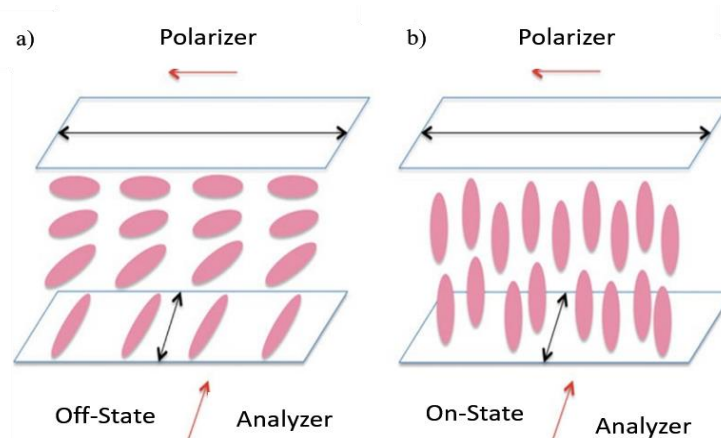 a)
Polarizer
b)
Polarizer
Off-State
Analyzer
On-State
Analyzer